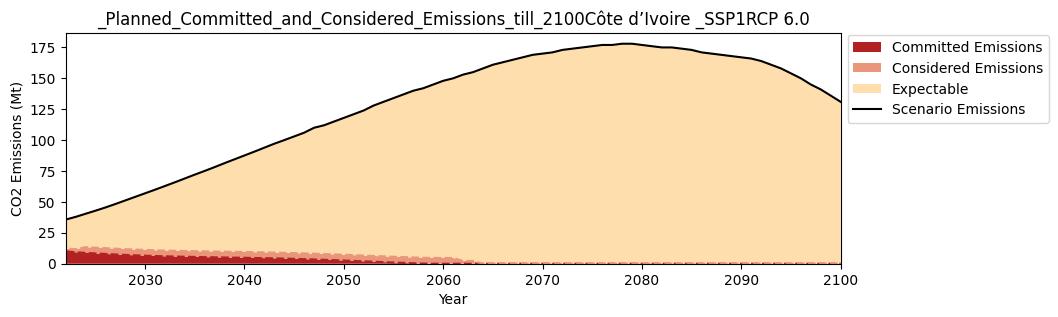 _Planned_Committed_and_Considered_Emissions_till_2100Côte d’Ivoire _SSP1RCP 6.0
Committed Emissions
Considered Emissions
Expectable
Scenario Emissions
CO2 Emissions (Mt)
175
150
125
100
75
50
25
0
2030 2040 2050 2060 2070 2080 2090 2100
Year